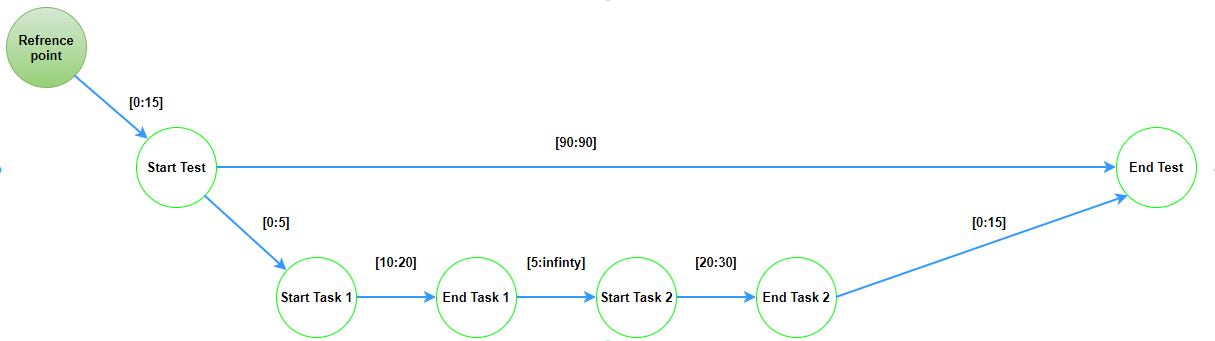 Refrence
point
[0:15]
[90:90]
Start Test
End Test
[0:5]
[0:15]
[10:20]
[5:infinty]
[20:30]
Start Task 1
End Task 1
Start Task 2
End Task 2